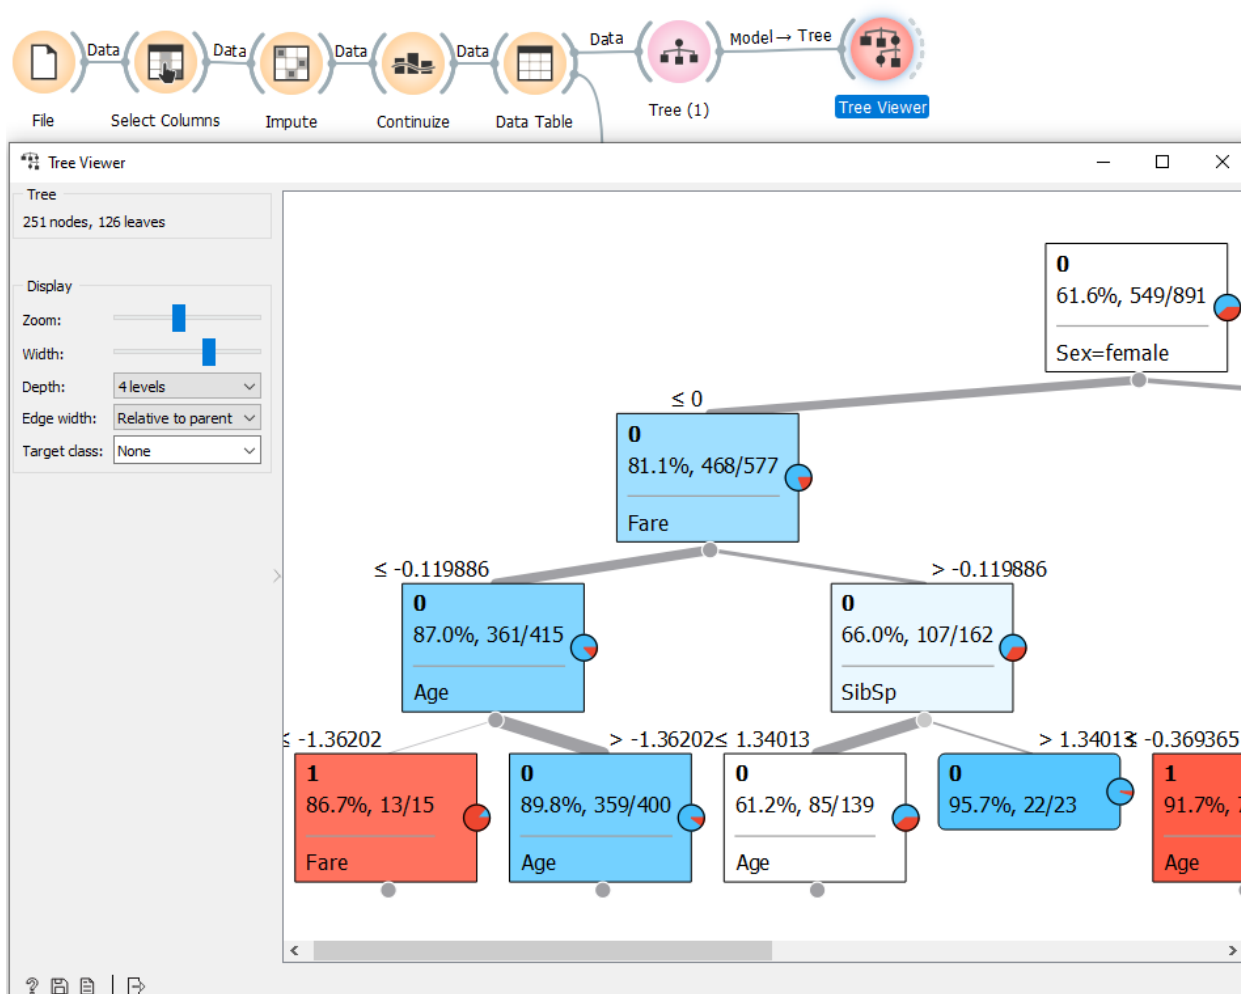 Data
Data
Data
Data
Data
Model → Tree
File
Select Columns
Impute
Continuize
Data Table
Tree (1)
Tree Viewer
Tree Viewer
Tree
251 nodes, 126 leaves
Display
Zoom:
Width:
Depth:
4 levels
Edge width:
Relative to parent
Target class:
None
0
61.6%, 549/891
Sex=female
≤ 0
0
81.1%, 468/577
Fare
≤ -0.119886
> -0.119886
0
87.0%, 361/415
Age
0
66.0%, 107/162
SibSp
≤ -1.36202
> -1.36202
≤ 1.34013
> 1.34013
≤ -0.369365
1
86.7%, 13/15
Fare
0
89.8%, 359/400
Age
0
61.2%, 85/139
Age
0
95.7%, 22/23
1
91.7%,
Age